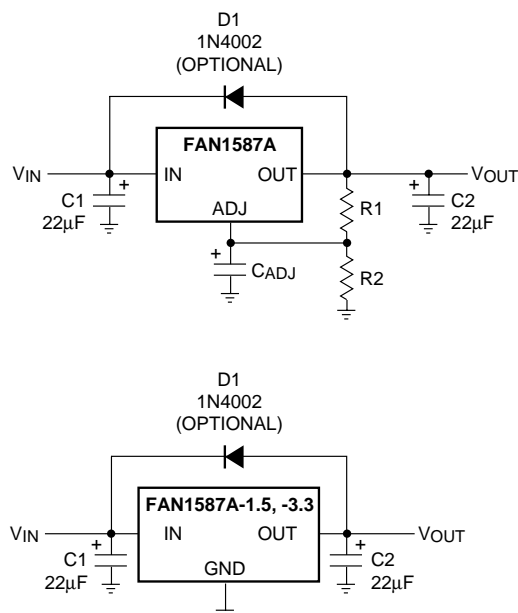 D1
1N4002
(OPTIONAL)
FAN1587A
VIN
IN
OUT
VOUT
+
C1
22μF
ADJ
R1
+
C2
22μF
+
CADJ
R2
D1
1N4002
(OPTIONAL)
FAN1587A-1.5, -3.3
VIN
IN
OUT
VOUT
+
C1
22μF
GND
+
C2
22μF